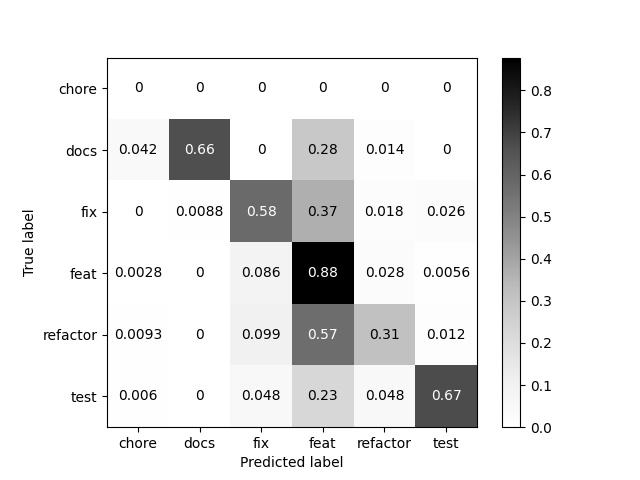 chore 0 0 0 0 0 0
docs 0.042 0.66 0 0.28 0.014 0
fix 0 0.0088 0.58 0.37 0.018 0.026
feat 0.0028 0 0.086 0.88 0.028 0.0056
refactor 0.0093 0 0.099 0.57 0.31 0.012
test 0.006 0 0.048 0.23 0.048 0.67
chore docs fix feat refactor test
Predicted label
True label
0.8
0.7
0.6
0.5
0.4
0.3
0.2
0.1
0.0